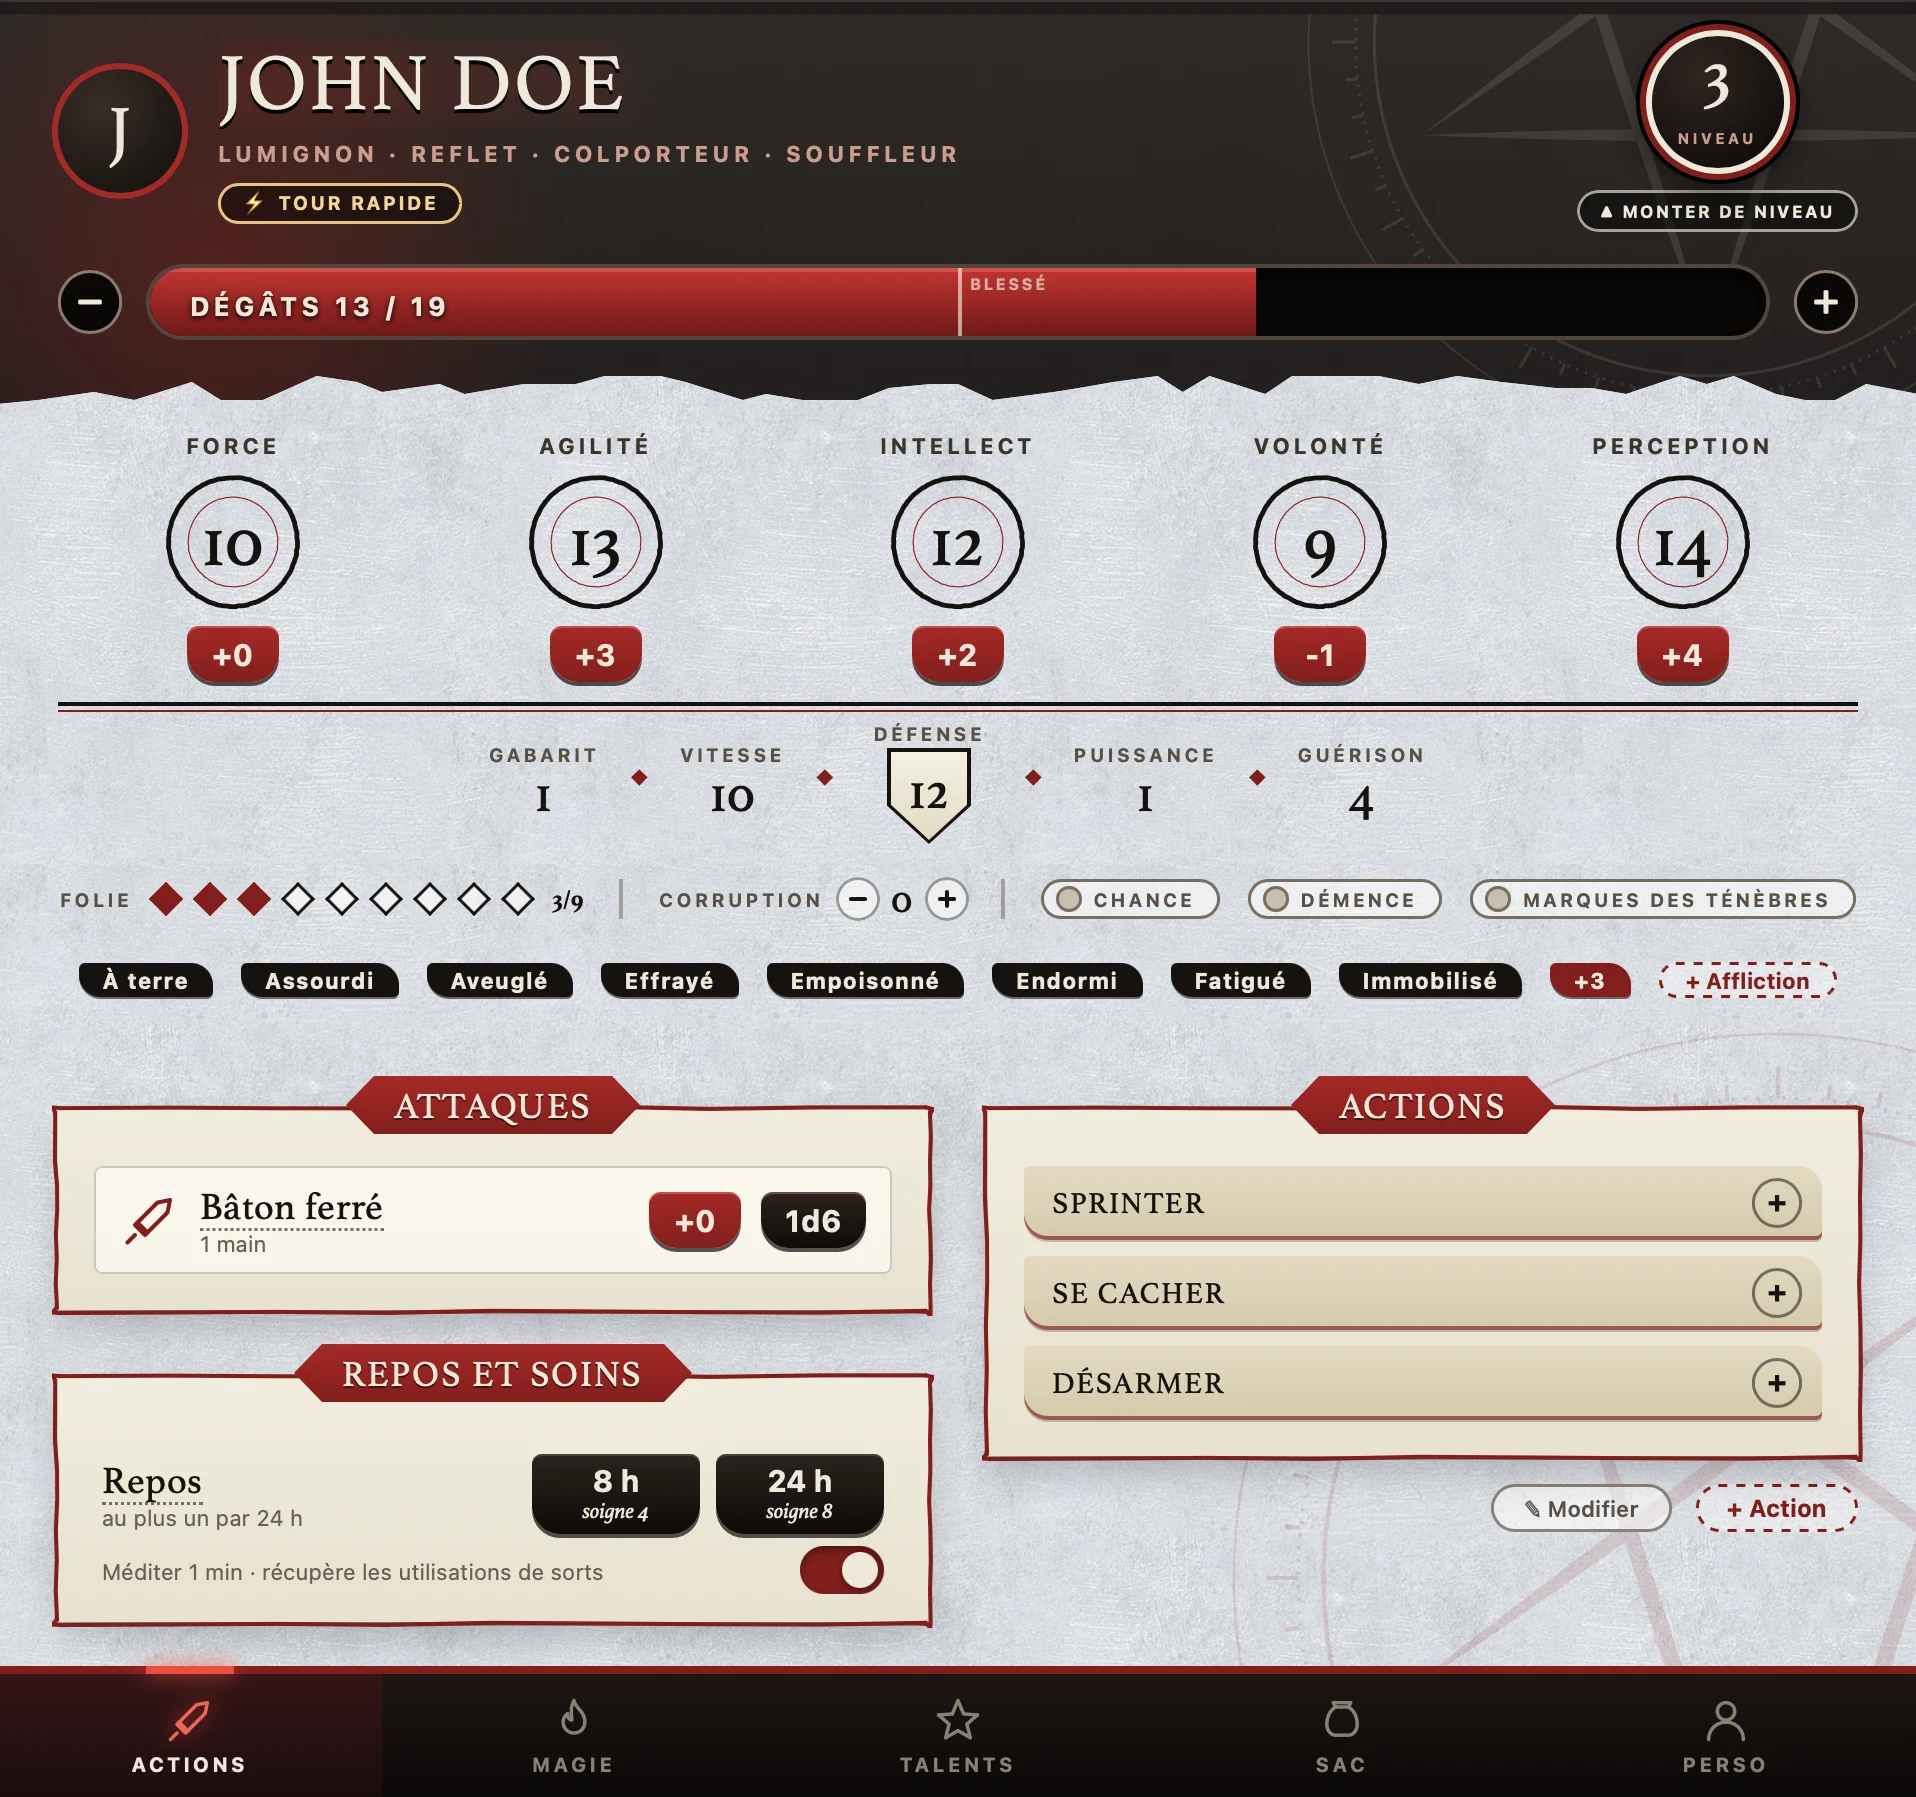 J
JOHN DOE
LUMIGNON · REFLET · COLPORTEUR · SOUFFLEUR
⚡ TOUR RAPIDE
3
NIVEAU
▲ MONTER DE NIVEAU
−
DÉGÂTS 13 / 19
BLESSÉ
+
FORCE
10
+0
AGILITÉ
13
+3
INTELLECT
12
+2
VOLONTÉ
9
-1
PERCEPTION
14
+4
GABARIT
1
VITESSE
10
DÉFENSE
12
PUISSANCE
1
GUÉRISON
4
FOLIE
3/9
CORRUPTION − 0 +
CHANCE
DÉMENCE
MARQUES DES TÉNÈBRES
À terre
Assourdi
Aveuglé
Effrayé
Empoisonné
Endormi
Fatigué
Immobilisé
+3
+ Affliction
ATTAQUES
Bâton ferré
1 main
+0
1d6
REPOS ET SOINS
Repos
au plus un par 24 h
8 h
soigne 4
24 h
soigne 8
Méditer 1 min · récupère les utilisations de sorts
ACTIONS
SPRINTER +
SE CACHER +
DÉSARMER +
✎ Modifier
+ Action
ACTIONS
MAGIE
TALENTS
SAC
PERSO